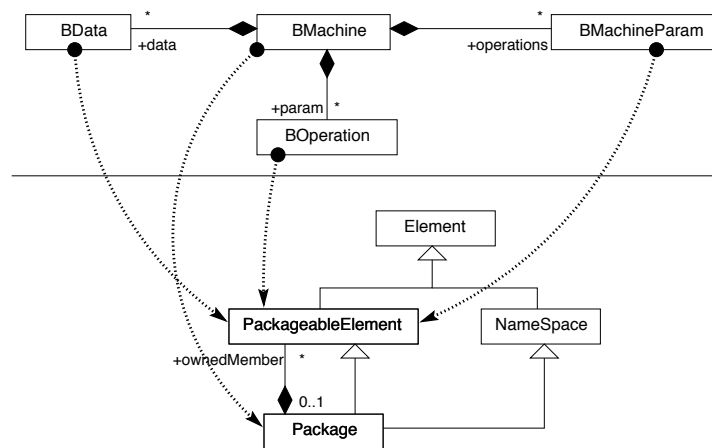 BData
*
+data
BMachine
*
+operations
BMachineParam
+param
*
BOperation
Element
PackageableElement
NameSpace
+ownedMember
*
0..1
Package